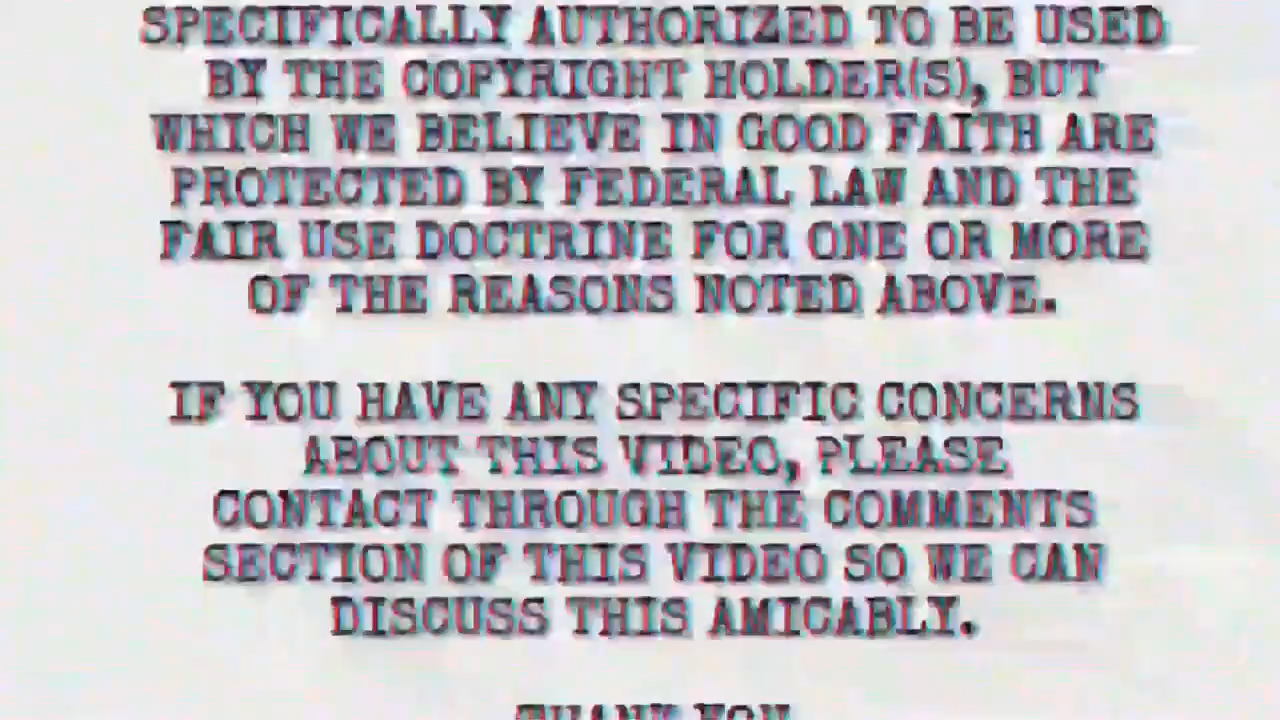 SPECIFICALLY AUTHORIZED TO BE USED
BY THE COPYRIGHT HOLDER(S), BUT
WHICH WE BELIEVE IN GOOD FAITH ARE
PROTECTED BY FEDERAL LAW AND THE
FAIR USE DOCTRINE FOR ONE OR MORE
OF THE REASONS NOTED ABOVE.
IF YOU HAVE ANY SPECIFIC CONCERNS
ABOUT THIS VIDEO, PLEASE
CONTACT THROUGH THE COMMENTS
SECTION OF THIS VIDEO SO WE CAN
DISCUSS THIS AMICABLY.
THANK YOU